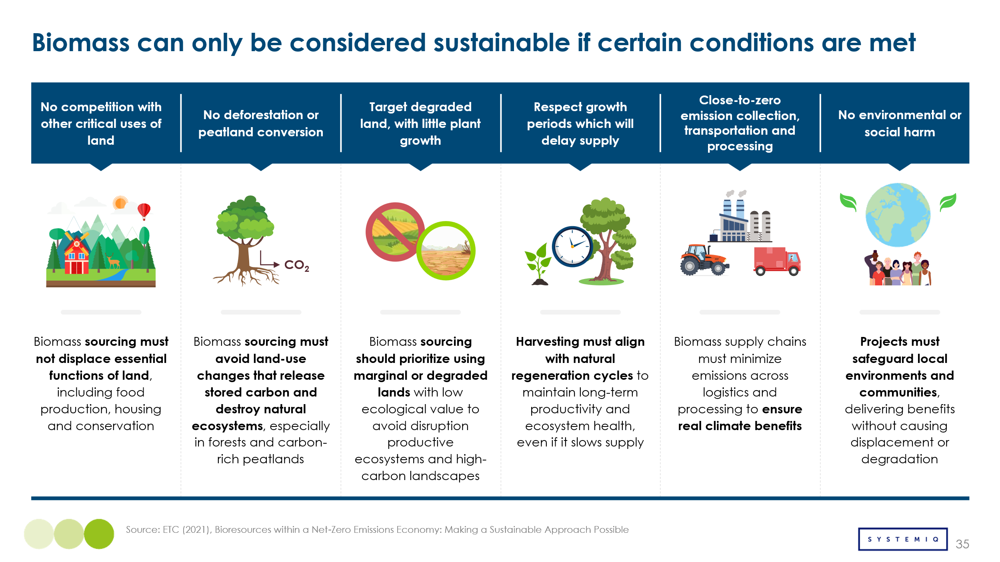 Biomass can only be considered sustainable if certain conditions are met
No competition with
other critical uses of
land
No deforestation or
peatland conversion
Target degraded
land, with little plant
growth
Respect growth
periods which will
delay supply
Close-to-zero
emission collection,
transportation and
processing
No environmental or
social harm
CO₂
Biomass sourcing must
not displace essential
functions of land,
including food
production, housing
and conservation
Biomass sourcing must
avoid land-use
changes that release
stored carbon and
destroy natural
ecosystems, especially
in forests and carbon-
rich peatlands
Biomass sourcing
should prioritize using
marginal or degraded
lands with low
ecological value to
avoid disruption
productive
ecosystems and high-
carbon landscapes
Harvesting must align
with natural
regeneration cycles to
maintain long-term
productivity and
ecosystem health,
even if it slows supply
Biomass supply chains
must minimize
emissions across
logistics and
processing to ensure
real climate benefits
Projects must
safeguard local
environments and
communities,
delivering benefits
without causing
displacement or
degradation
Source: ETC (2021), Bioresources within a Net-Zero Emissions Economy: Making a Sustainable Approach Possible
SYSTEMIQ
35